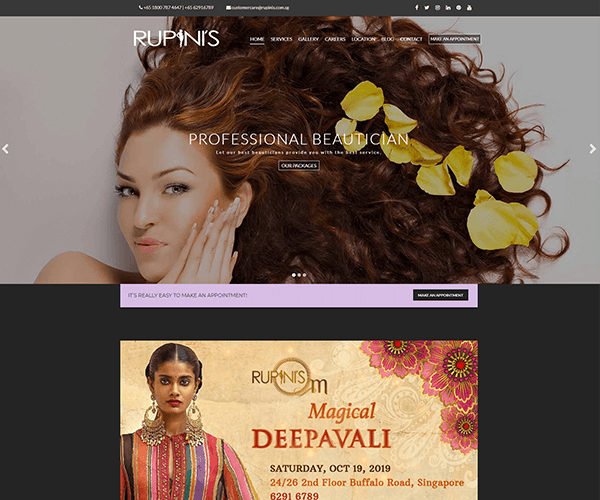 +65 1800 787 4647 | +65 62916789
customercare@rupinis.com.sg
RUPINI'S
HOME SERVICES GALLERY CAREERS LOCATION BLOG CONTACT MAKE AN APPOINTMENT
PROFESSIONAL BEAUTICIAN
Let our best beauticians provide you with the best service.
OUR PACKAGES
IT'S REALLY EASY TO MAKE AN APPOINTMENT!
MAKE AN APPOINTMENT
RUPINI'S
Om
Magical
DEEPAVALI
SATURDAY, OCT 19, 2019
24/26 2nd Floor Buffalo Road, Singapore
6291 6789